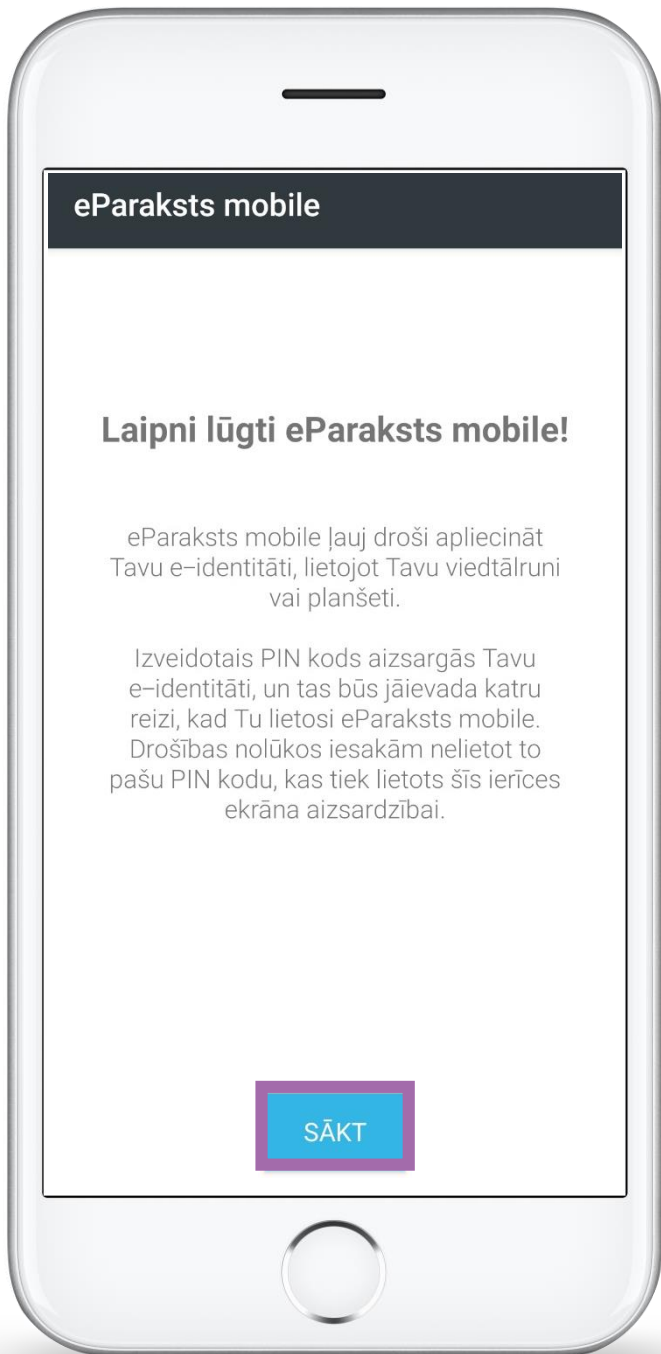 eParaksts mobile
Laipni lūgti eParaksts mobile!
eParaksts mobile ļauj droši apliecināt
Tavu e-identitāti, lietojot Tavu viedtālruni
vai planšeti.
Izveidotais PIN kods aizsargās Tavu
e-identitāti, un tas būs jāievada katru
reizi, kad Tu lietosi eParaksts mobile.
Drošības nolūkos iesakām nelietot to
pašu PIN kodu, kas tiek lietots šīs ierīces
ekrāna aizsardzībai.
SĀKT